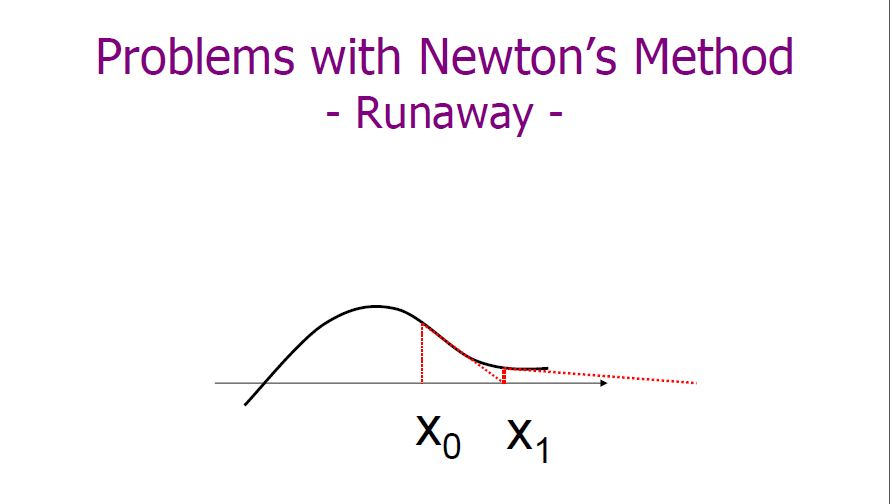 Problems with Newton’s Method
- Runaway -
x₀ x₁